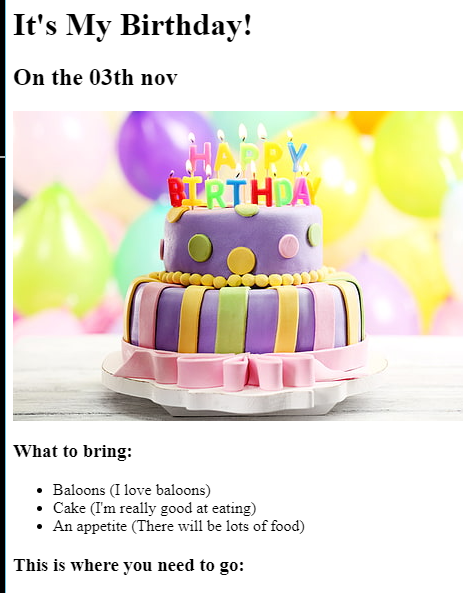 It's My Birthday!
On the 03th nov
HAPPY
BIRTHDAY
What to bring:
Baloons (I love baloons)
Cake (I'm really good at eating)
An appetite (There will be lots of food)
This is where you need to go: